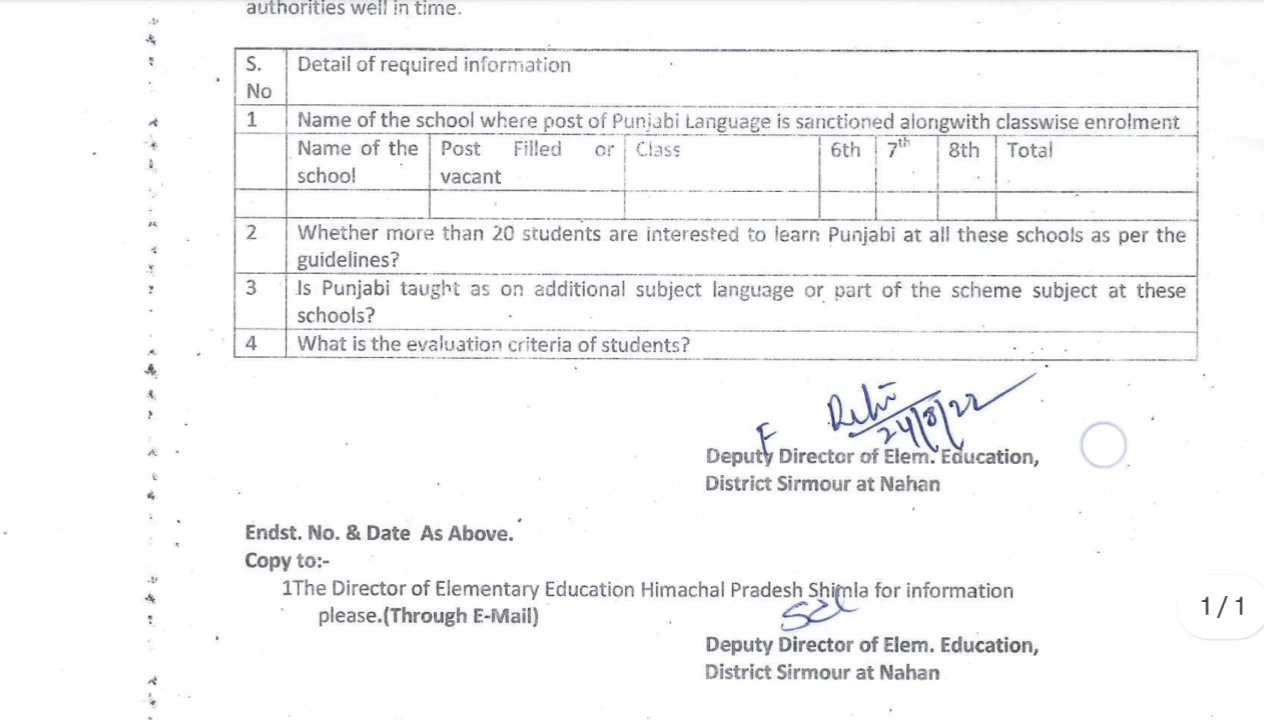 authorities well in time.
S. No
Detail of required information
1
Name of the school where post of Punjabi Language is sanctioned alongwith classwise enrolment
Name of the school
Post Filled or vacant
Class
6th
7th
8th
Total
2
Whether more than 20 students are interested to learn Punjabi at all these schools as per the
guidelines?
3
Is Punjabi taught as on additional subject language or part of the scheme subject at these
schools?
4
What is the evaluation criteria of students?
24/8/22
Deputy Director of Elem. Education,
District Sirmour at Nahan
Endst. No. & Date As Above.
Copy to:-
1The Director of Elementary Education Himachal Pradesh Shimla for information
please.(Through E-Mail)
Deputy Director of Elem. Education,
District Sirmour at Nahan
1/1